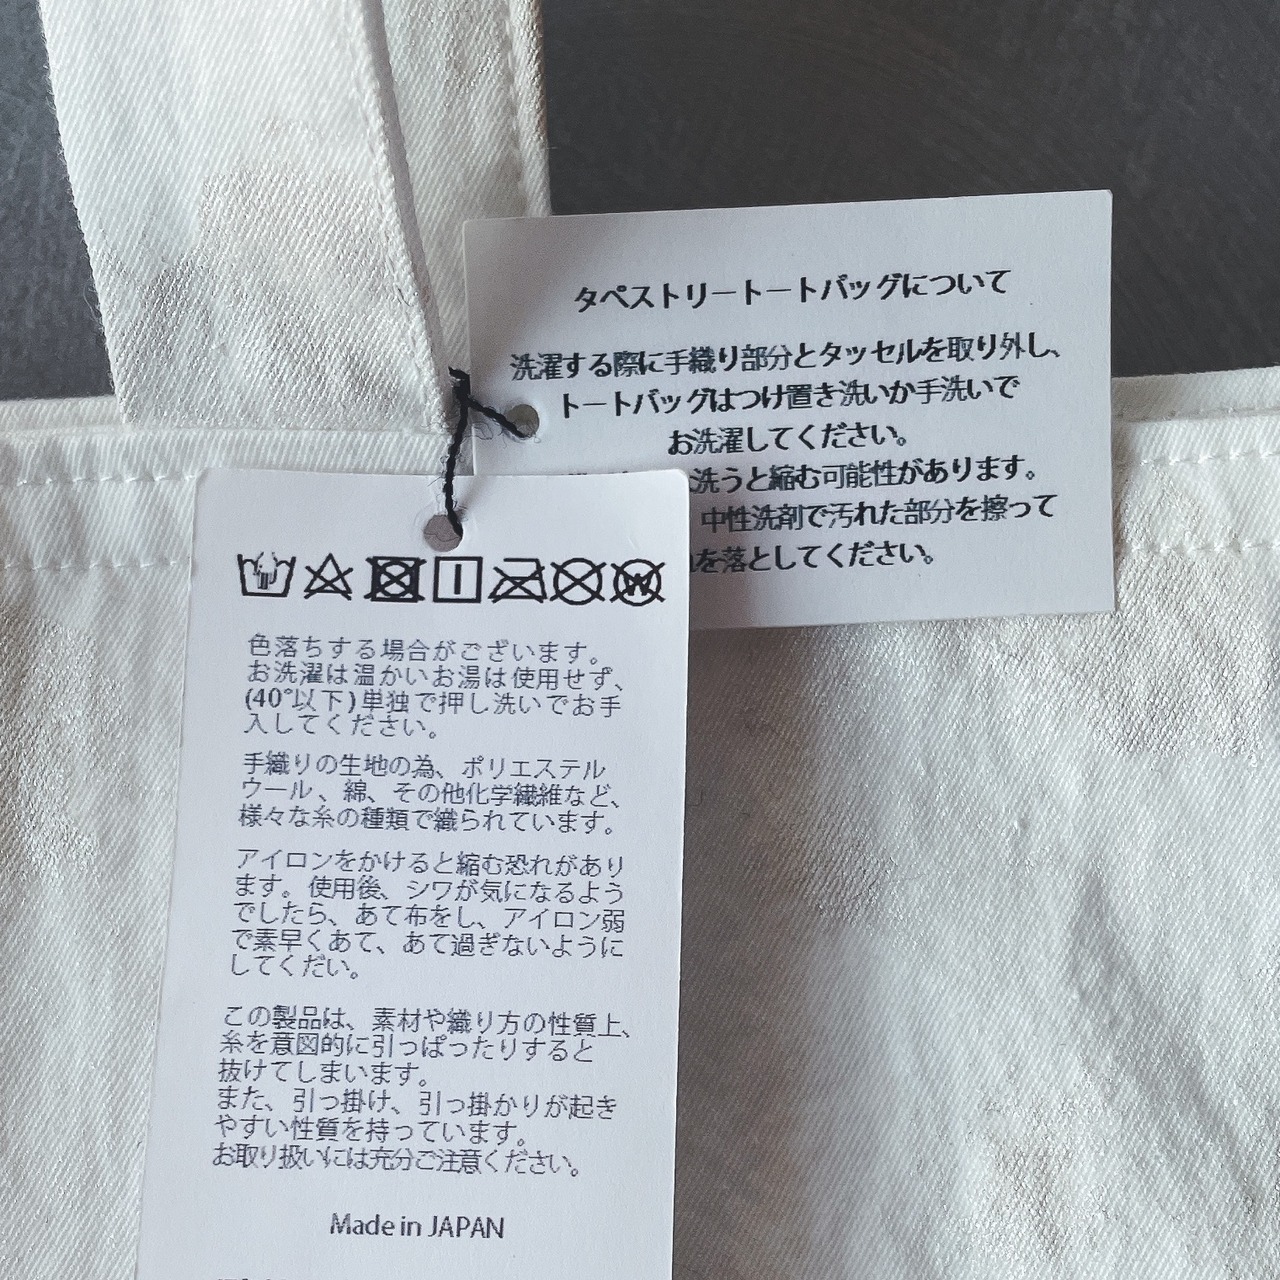 タペストリートートバッグについて
洗濯する際に手織り部分とタッセルを取り外し、
トートバッグはつけ置き洗いか手洗いで
お洗濯してください。
洗うと縮む可能性があります。
中性洗剤で汚れた部分を擦って
を落としてください。
色落ちする場合がございます。
お洗濯は温かいお湯は使用せず、
(40°以下)単独で押し洗いでお手
入してください。
手織りの生地の為、ポリエステル
ウール、綿、その他化学繊維など、
様々な糸の種類で織られています。
アイロンをかけると縮む恐れがあり
ます。使用後、シワが気になるよう
でしたら、あて布をし、アイロン弱
で素早くあて、あて過ぎないように
してくだい。
この製品は、素材や織り方の性質上、
糸を意図的に引っぱったりすると
抜けてしまいます。
また、引っ掛け、引っ掛かりが起き
やすい性質を持っています。
お取り扱いには充分ご注意ください。
Made in JAPAN